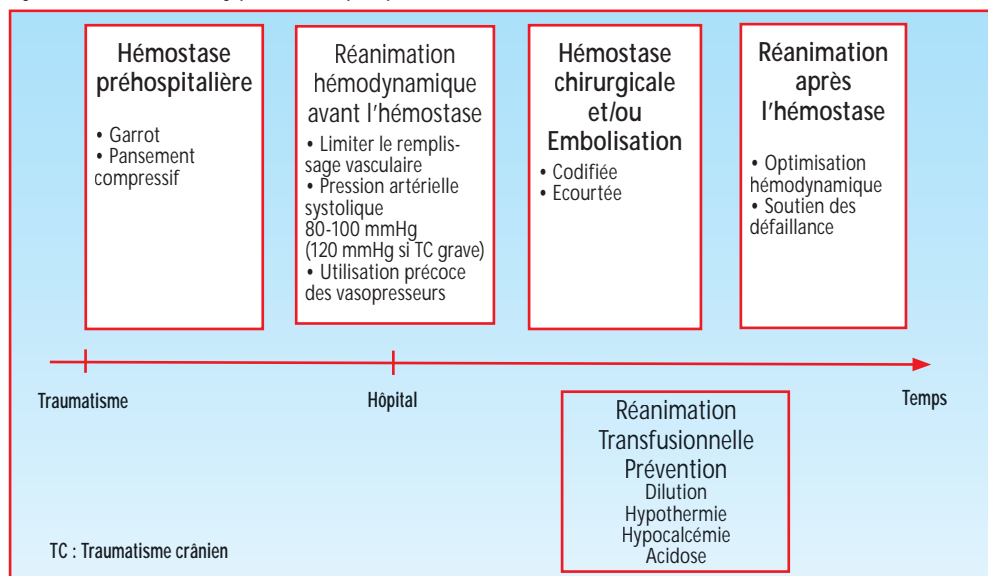 Hémostase
préhospitalière
• Garrot
• Pansement
compressif
Réanimation
hémodynamique
avant l'hémostase
• Limiter le remplis-
sage vasculaire
• Pression artérielle
systolique
80-100 mmHg
(120 mmHg si TC grave)
• Utilisation précoce
des vasopresseurs
Hémostase
chirurgicale
et/ou
Embolisation
• Codifiée
• Ecourtée
Réanimation
après
l'hémostase
• Optimisation
hémodynamique
• Soutien des
défaillance
Traumatisme
Hôpital
Temps
Réanimation
Transfusionnelle
Prévention
Dilution
Hypothermie
Hypocalcémie
Acidose
TC : Traumatisme crânien